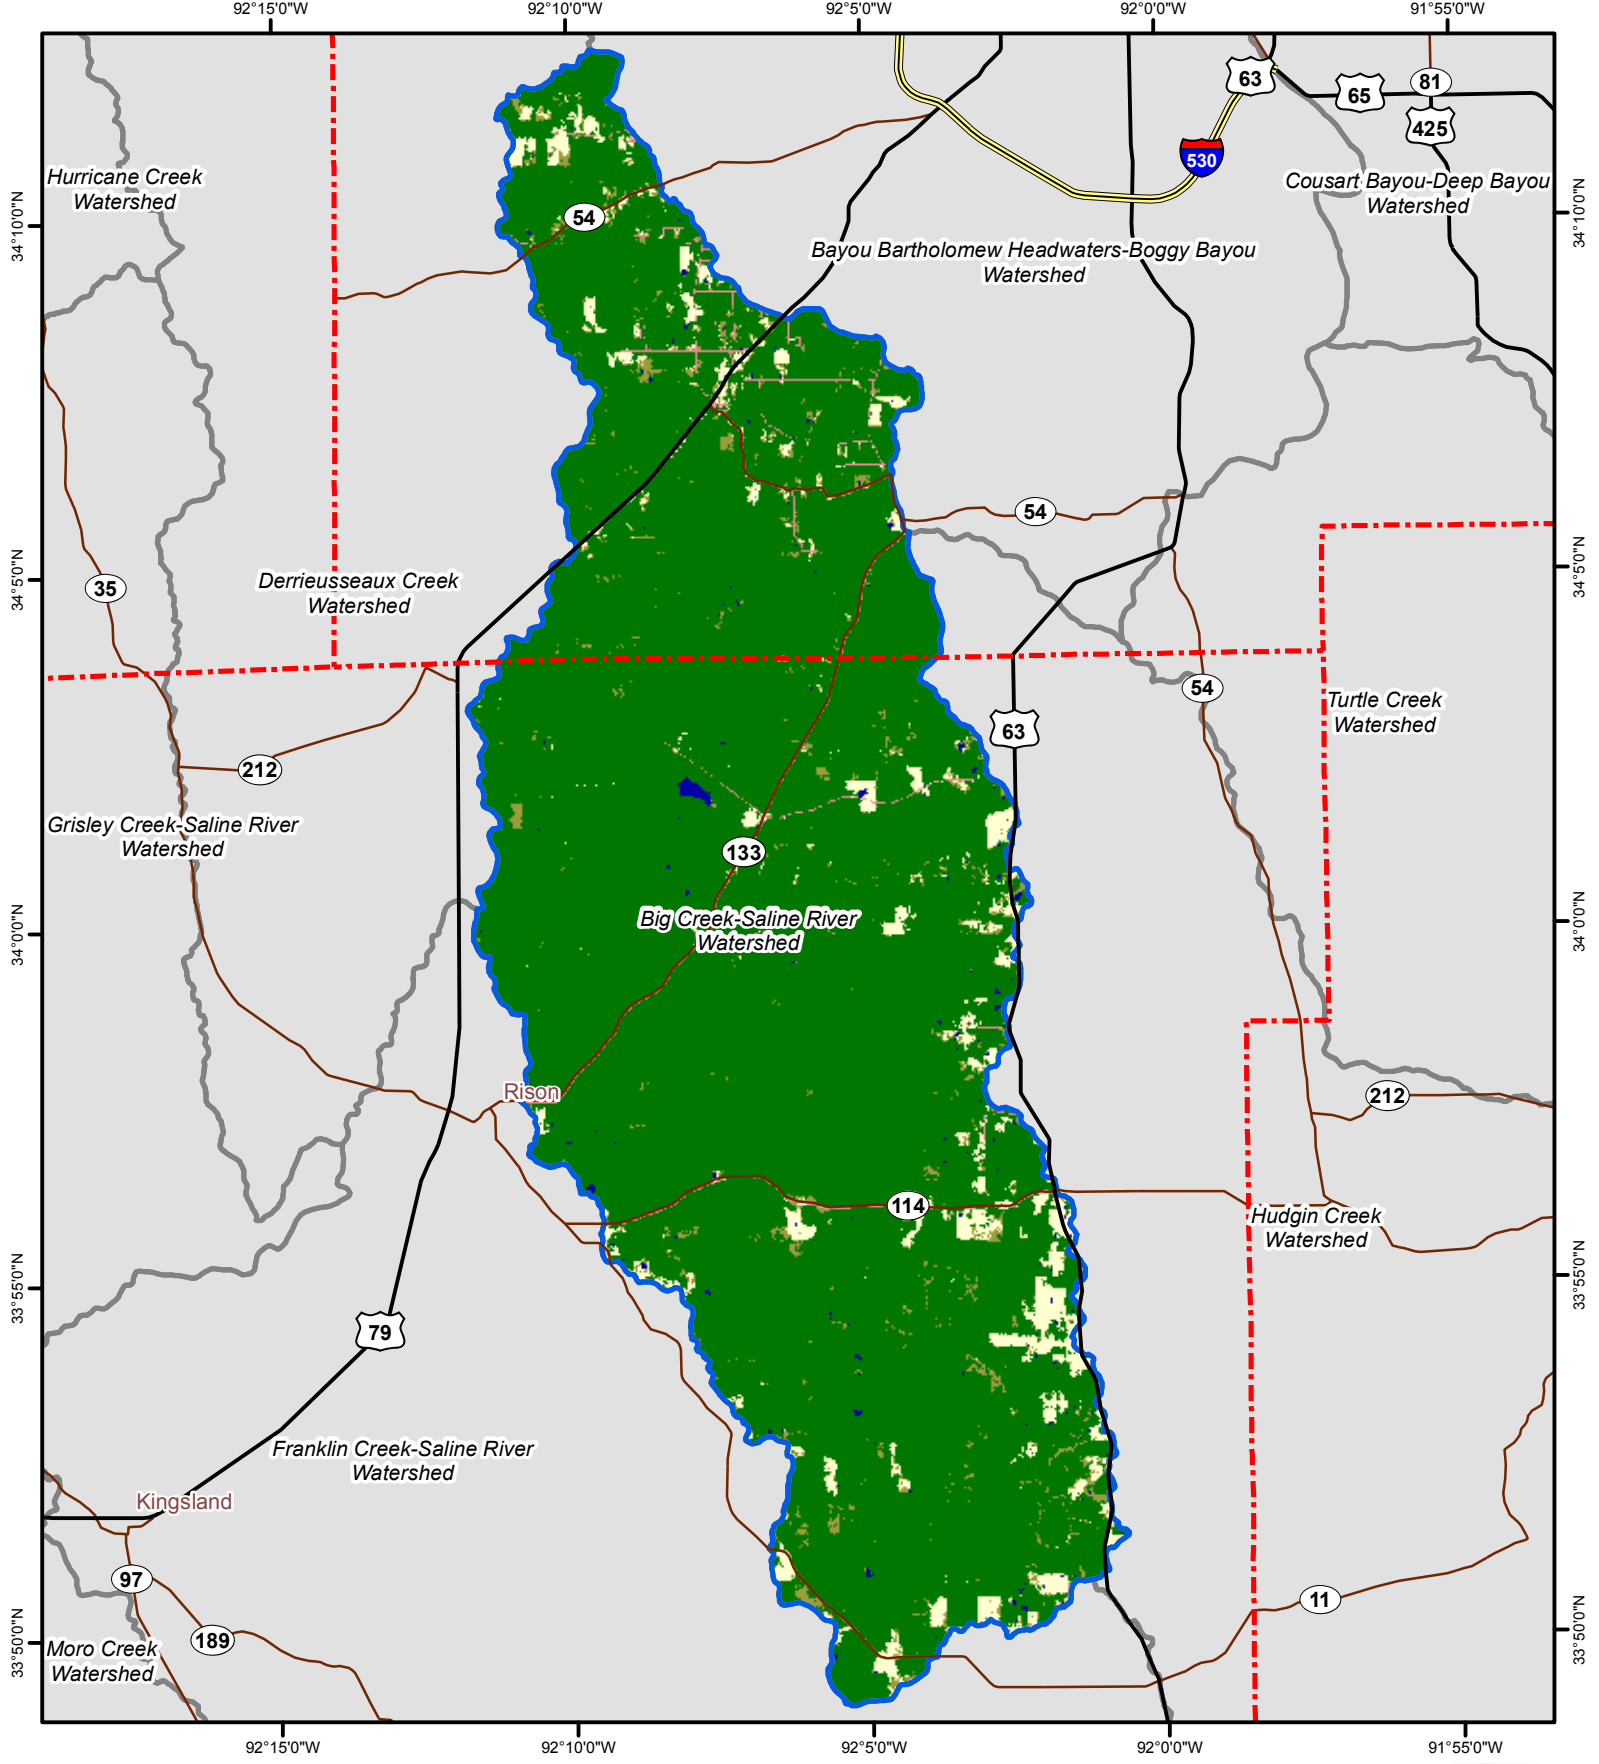 92°15'0"W
92°10'0"W
92°5'0"W
92°0'0"W
91°55'0"W
63
65
81
425
530
Hurricane Creek
Watershed
Cousart Bayou-Deep Bayou
Watershed
34°10'0"N
34°10'0"N
54
Bayou Bartholomew Headwaters-Boggy Bayou
Watershed
54
34°5'0"N
34°5'0"N
35
Derrieusseaux Creek
Watershed
54
Turtle Creek
Watershed
63
212
Grisley Creek-Saline River
Watershed
133
Big Creek-Saline River
Watershed
34°0'0"N
34°0'0"N
Rison
212
114
Hudgin Creek
Watershed
33°55'0"N
33°55'0"N
79
Franklin Creek-Saline River
Watershed
Kingsland
97
11
189
Moro Creek
Watershed
33°50'0"N
33°50'0"N
92°15'0"W
92°10'0"W
92°5'0"W
92°0'0"W
91°55'0"W